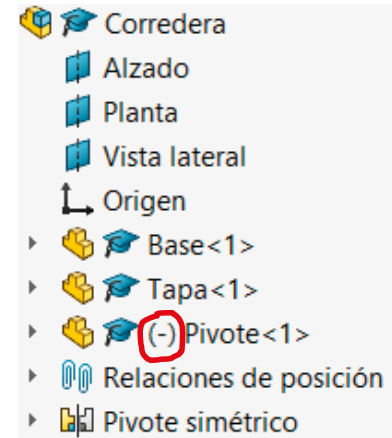 Corredera
Alzado
Planta
Vista lateral
Origen
Base<1>
Tapa<1>
(-) Pivote<1>
Relaciones de posición
Pivote simétrico